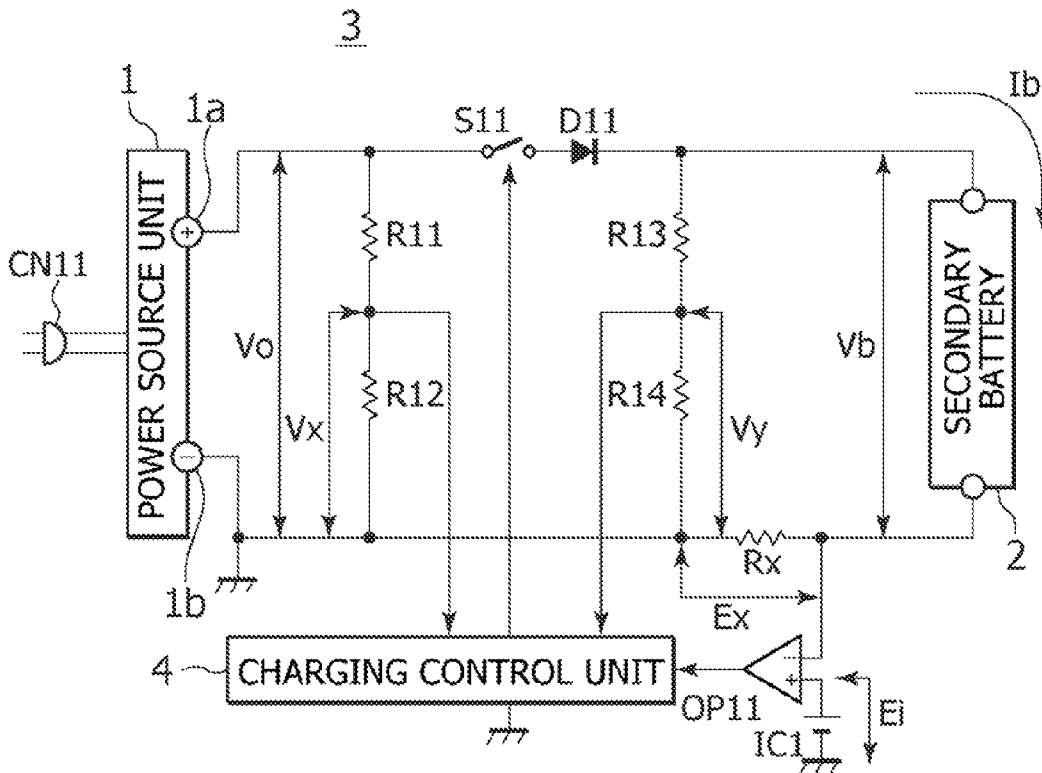 3
1
1a
S11
D11
Ib
POWER SOURCE UNIT
+
CN11
R11
R13
Vo
Vb
SECONDARY
BATTERY
R12
R14
Vx
Vy
−
1b
Rx
2
Ex
4
CHARGING CONTROL UNIT
−
+
OP11
Ei
IC1